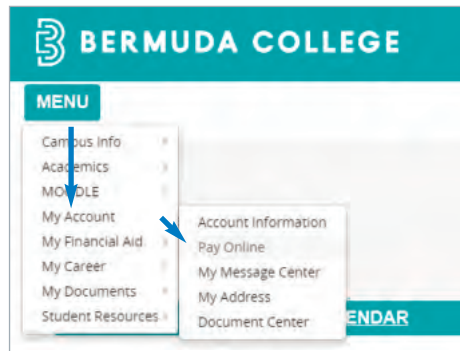 BERMUDA COLLEGE
MENU
Campus Info
Academics
MOODLE
My Account
My Financial Aid
My Career
My Documents
Student Resources
Account Information
Pay Online
My Message Center
My Address
Document Center
ENDAR